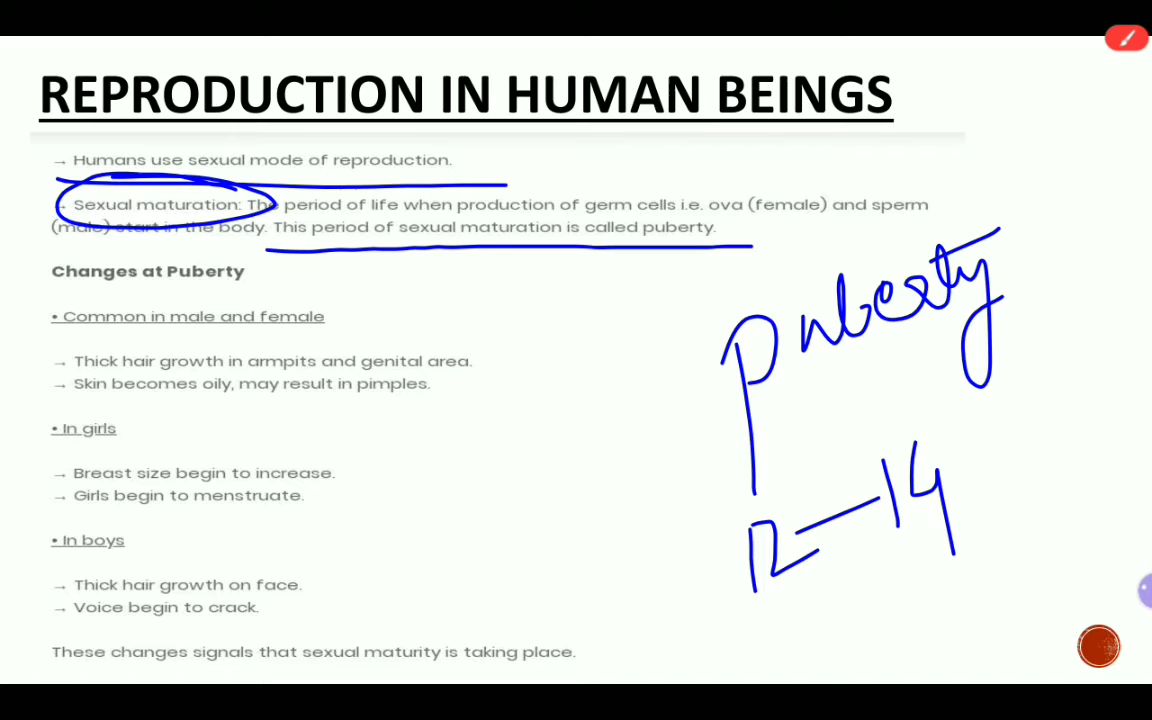 REPRODUCTION IN HUMAN BEINGS
→ Humans use sexual mode of reproduction.
→ Sexual maturation: The period of life when production of germ cells i.e. ova (female) and sperm
(male) start in the body. This period of sexual maturation is called puberty.
Changes at Puberty
• Common in male and female
→ Thick hair growth in armpits and genital area.
→ Skin becomes oily, may result in pimples.
• In girls
→ Breast size begin to increase.
→ Girls begin to menstruate.
• In boys
→ Thick hair growth on face.
→ Voice begin to crack.
These changes signals that sexual maturity is taking place.
Puberty
12—14